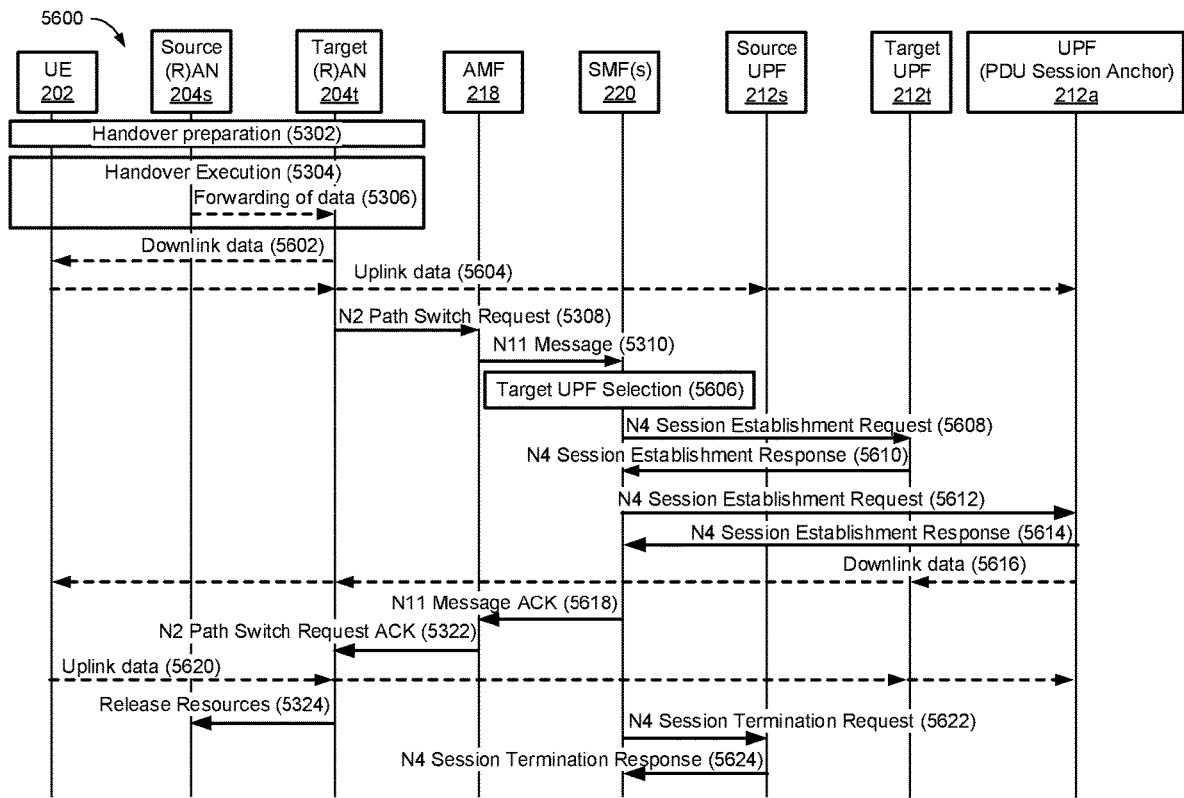 5600
UE
202
Source
(R)AN
204s
Target
(R)AN
204t
AMF
218
SMF(s)
220
Source
UPF
212s
Target
UPF
212t
UPF
(PDU Session Anchor)
212a
Handover preparation (5302)
Handover Execution (5304)
Forwarding of data (5306)
Downlink data (5602)
Uplink data (5604)
N2 Path Switch Request (5308)
N11 Message (5310)
Target UPF Selection (5606)
N4 Session Establishment Request (5608)
N4 Session Establishment Response (5610)
N4 Session Establishment Request (5612)
N4 Session Establishment Response (5614)
Downlink data (5616)
N11 Message ACK (5618)
N2 Path Switch Request ACK (5322)
Uplink data (5620)
Release Resources (5324)
N4 Session Termination Request (5622)
N4 Session Termination Response (5624)